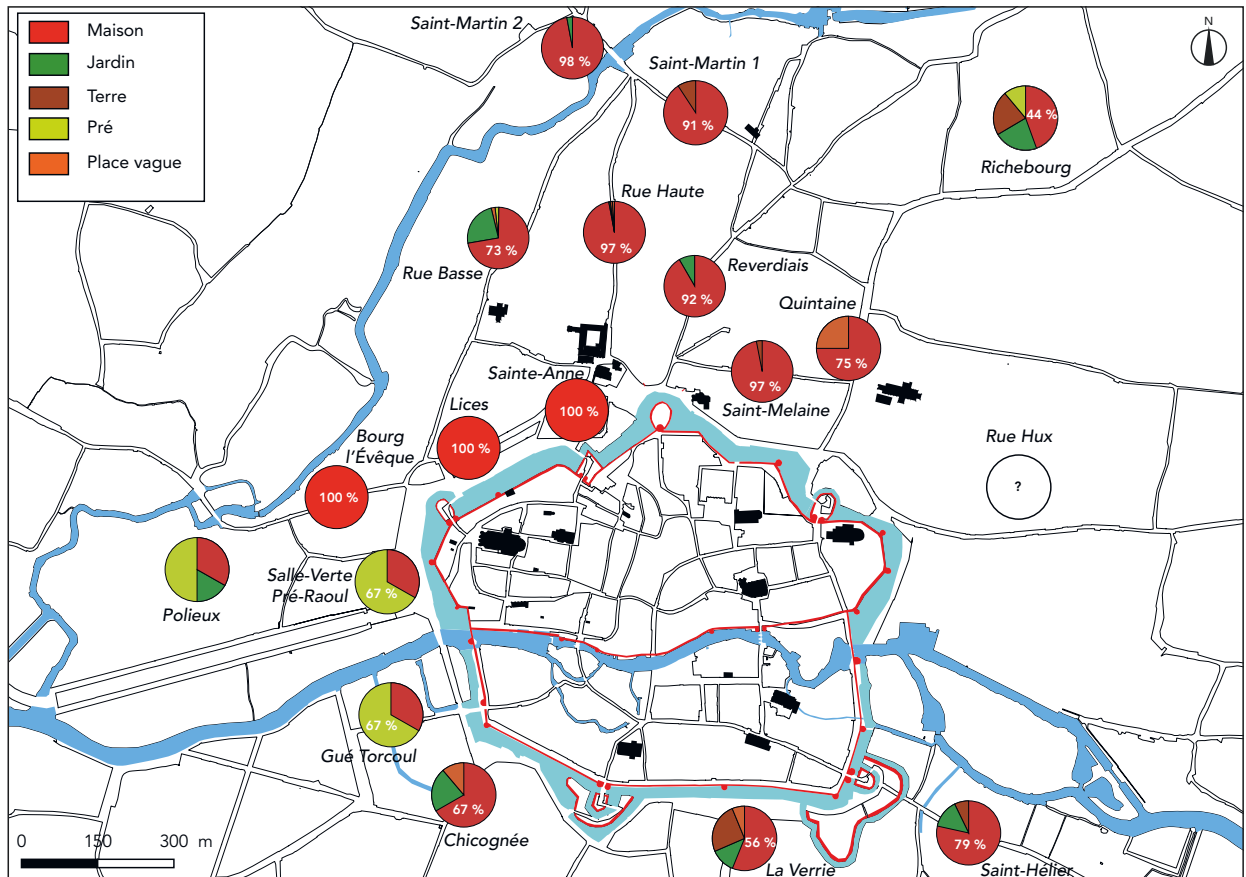 Maison
Jardin
Terre
Pré
Place vague
N
Saint-Martin 2
98 %
Saint-Martin 1
91 %
44 %
Richebourg
Rue Haute
97 %
73 %
Rue Basse
Reverdiais
92 %
Quintaine
75 %
97 %
Saint-Melaine
Sainte-Anne
100 %
Lices
100 %
Bourg
l'Évêque
100 %
Rue Hux
?
Polieux
Salle-Verte
Pré-Raoul
67 %
67 %
Gué Torcoul
67 %
Chicognée
56 %
La Verrie
79 %
Saint-Hélier
0 150 300 m